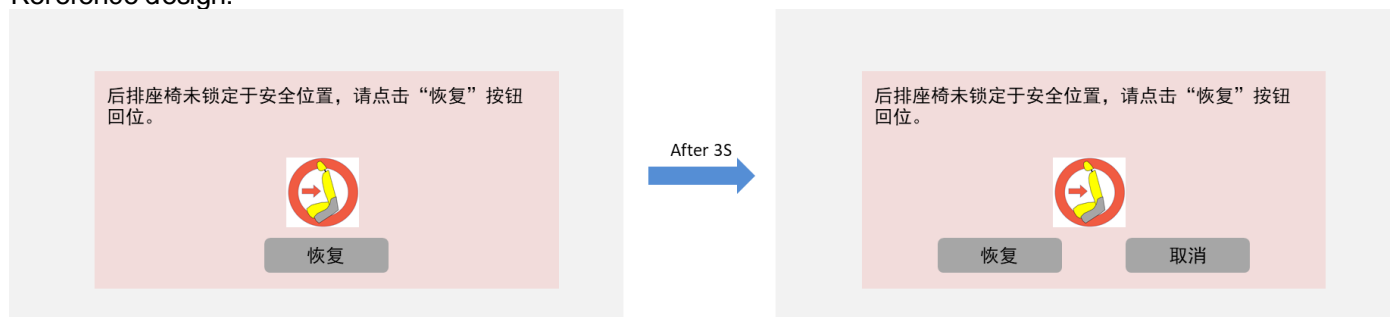 Reference design:
后排座椅未锁定于安全位置，请点击“恢复”按钮
回位。
恢复
After 3S
后排座椅未锁定于安全位置，请点击“恢复”按钮
回位。
恢复
取消